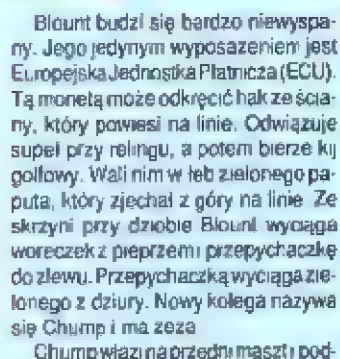 Blount budzi się bardzo niewyspa-
ny. Jego jedynym wyposażeniem jest
Europejska Jednostka Płatnicza (ECU).
Tą monetą może odkręcić hak ze ścia-
ny, który powiesi na linie. Odwiązuje
supeł przy relingu, a potem bierze kij
golfowy. Wali nim w łeb zielonego pa-
puta, który zjechał z góry na linie. Ze
skrzyni przy dziobie Blount wyciąga
woreczek z pieprzem i przepychaczkę
do zlewu. Przepychaczką wyciąga zie-
lonego z dziury. Nowy kolega nazywa
się Chump i ma zeza
Chump włazi na przedni maszt i pod-